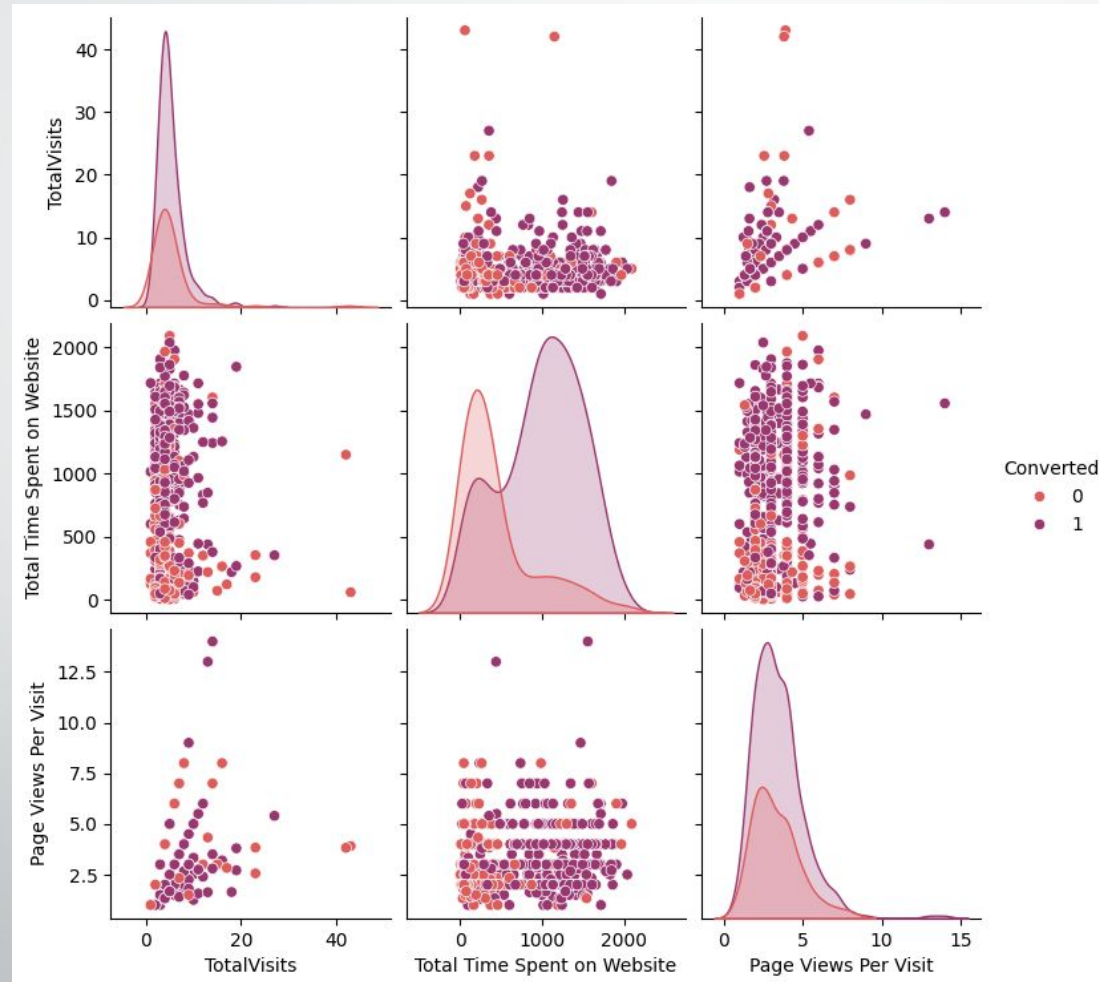 TotalVisits
40
30
20
10
0
Total Time Spent on Website
2000
1500
1000
500
0
Converted
0
1
Page Views Per Visit
12.5
10.0
7.5
5.0
2.5
0 20 40
TotalVisits
0 1000 2000
Total Time Spent on Website
0 5 10 15
Page Views Per Visit